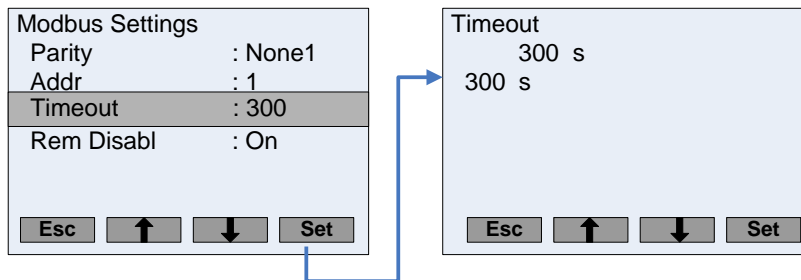 Modbus Settings
Parity : None1
Addr : 1
Timeout : 300
Rem Disabl : On
Esc ↑ ↓ Set
Timeout
300 s
300 s
Esc ↑ ↓ Set